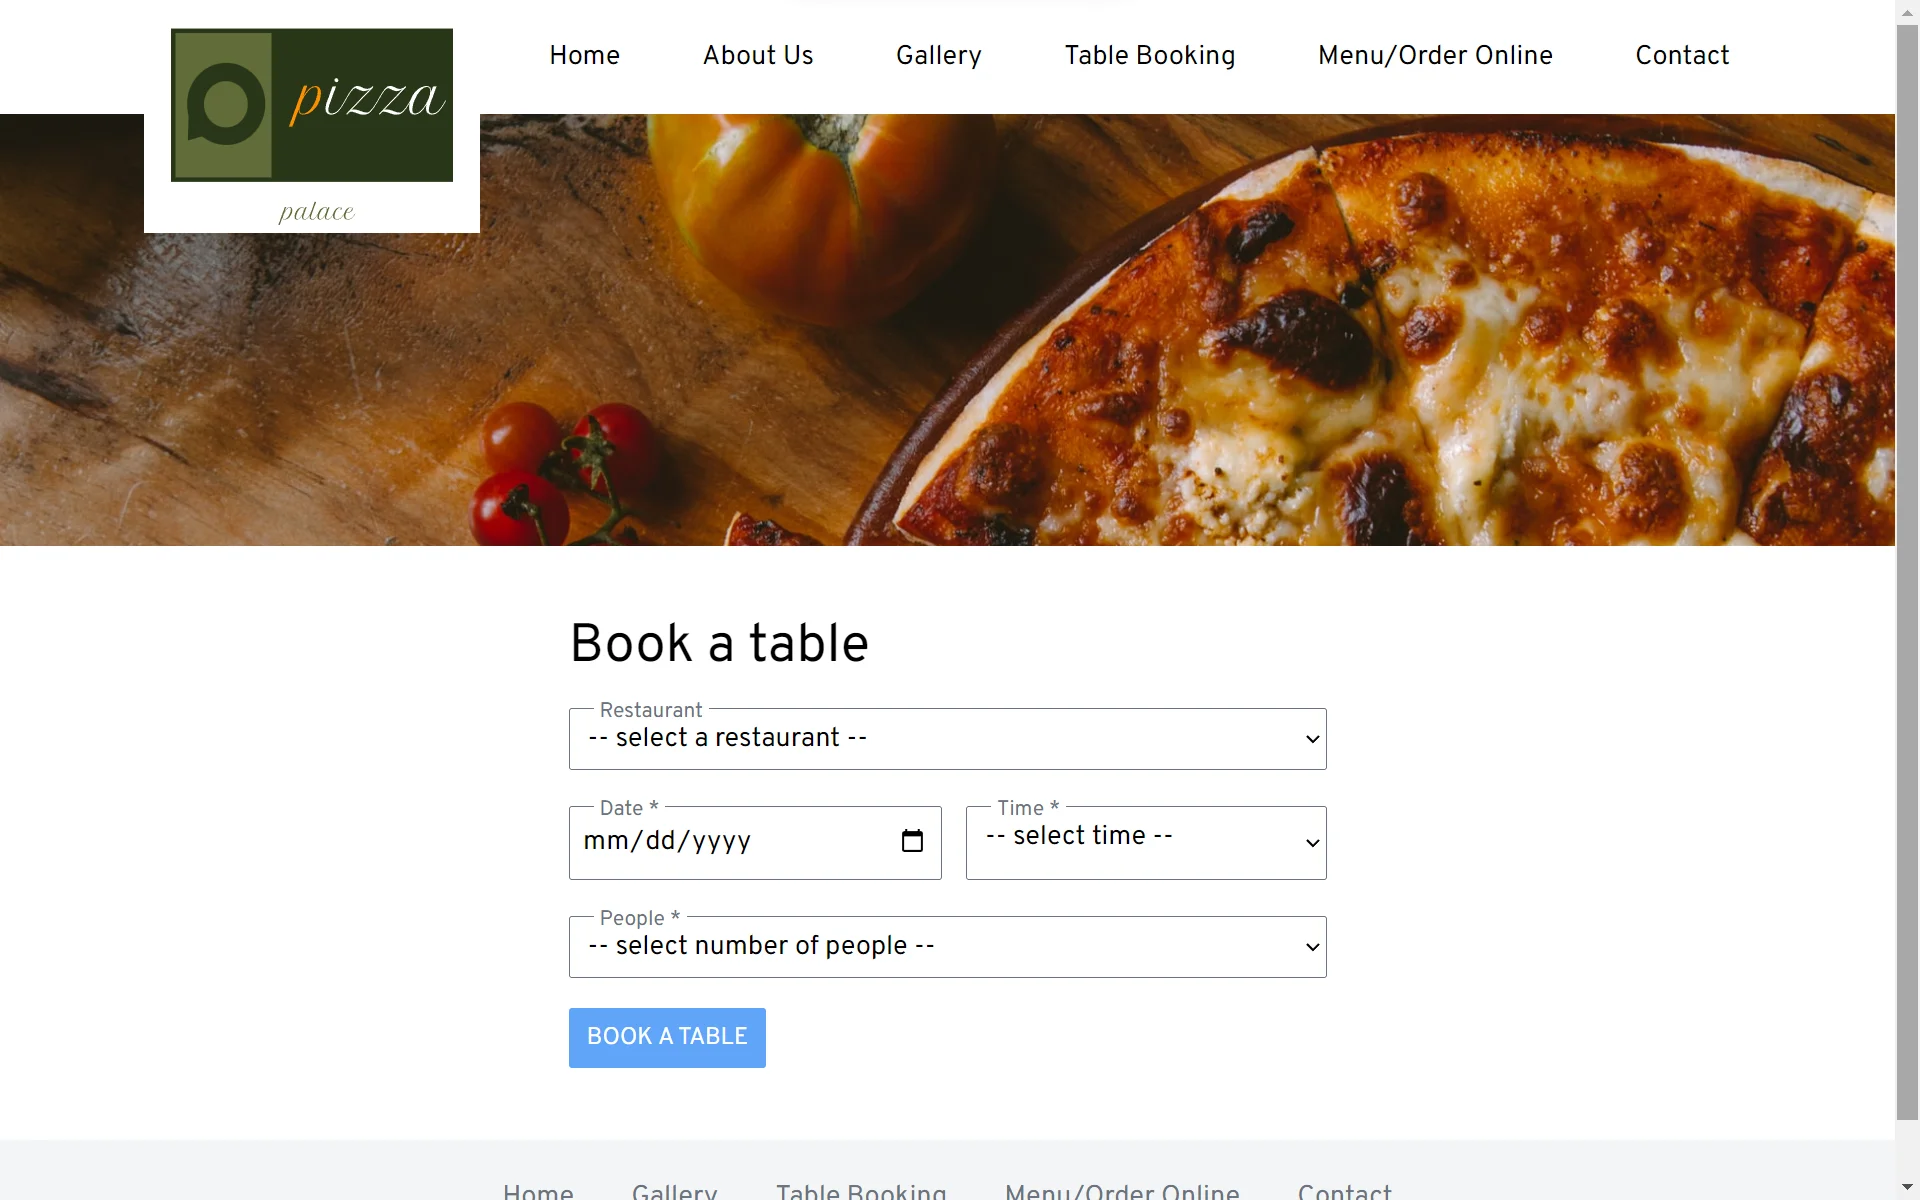 pizza
palace
Home About Us Gallery Table Booking Menu/Order Online Contact
Book a table
Restaurant
-- select a restaurant --
Date * Time *
mm/dd/yyyy -- select time --
People *
-- select number of people --
BOOK A TABLE
Home Gallery Table Booking Menu/Order Online Contact